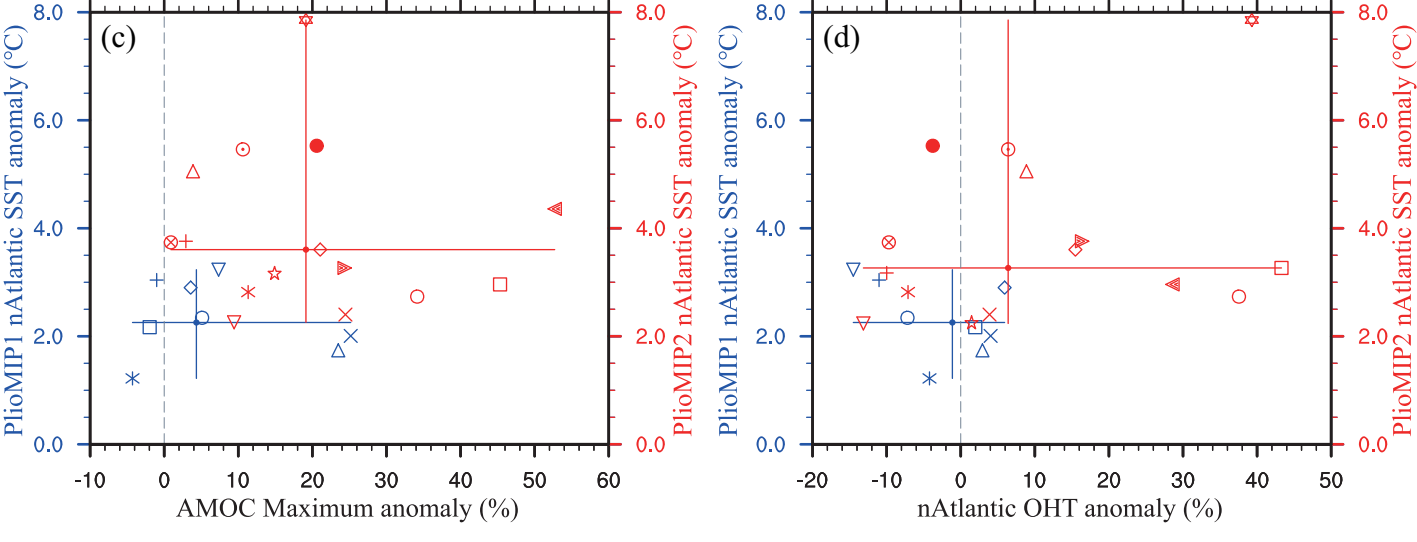 (c)
PlioMIP1 nAtlantic SST anomaly (°C)
8.0
6.0
4.0
2.0
0.0
-10 0 10 20 30 40 50 60
AMOC Maximum anomaly (%)
8.0
6.0
4.0
2.0
0.0
PlioMIP2 nAtlantic SST anomaly (°C)
(d)
PlioMIP1 nAtlantic SST anomaly (°C)
8.0
6.0
4.0
2.0
0.0
-20 -10 0 10 20 30 40 50
nAtlantic OHT anomaly (%)
8.0
6.0
4.0
2.0
0.0
PlioMIP2 nAtlantic SST anomaly (°C)